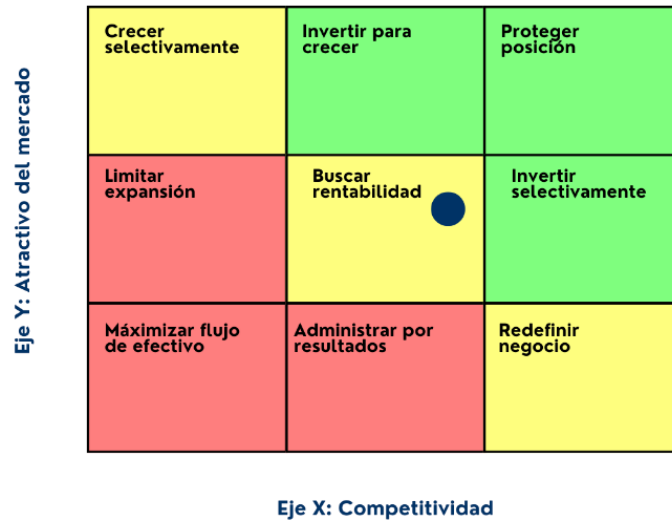 Crecer
selectivamente
Invertir para
crecer
Proteger
posición
Limitar
expansión
Buscar
rentabilidad
Invertir
selectivamente
Máximizar flujo
de efectivo
Administrar por
resultados
Redefinir
negocio
Eje Y: Atractivo del mercado
Eje X: Competitividad